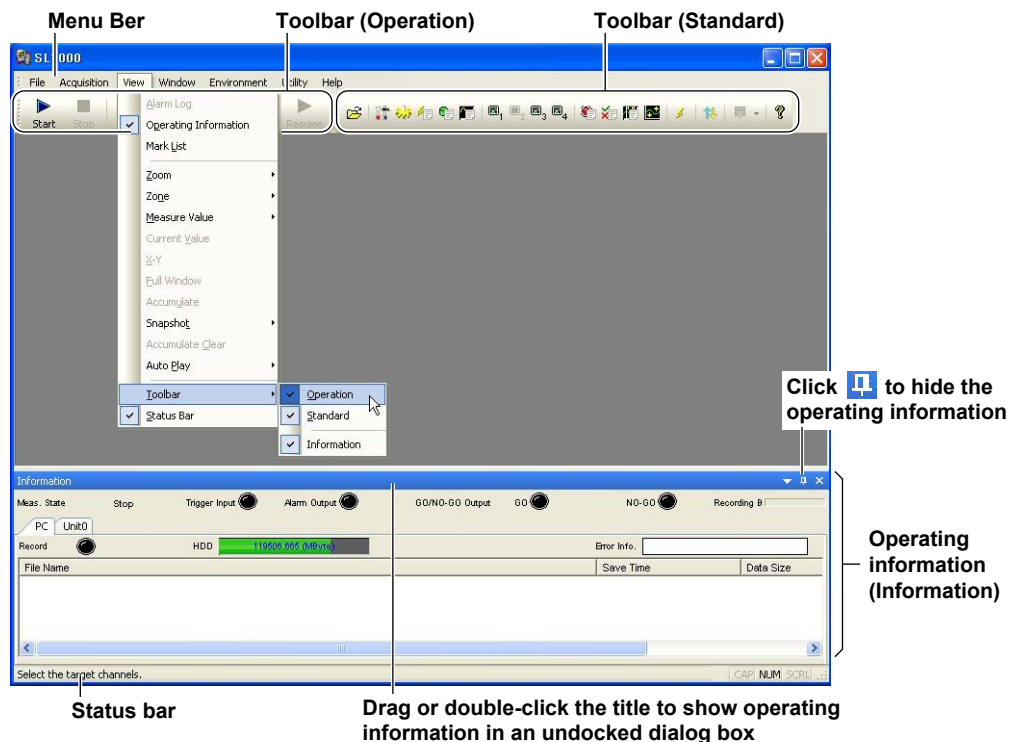 Menu Ber Toolbar (Operation) Toolbar (Standard)
SL 000
File Acquisition View Window Environment Utility Help
Start Stop Resume
Alarm Log
Operating Information
Mark List
Zoom
Zone
Measure Value
Current Value
X-Y
Full Window
Accumulate
Snapshot
Accumulate Clear
Auto Play
Toolbar Operation
Status Bar Standard
Information
Click to hide the
operating information
Information
Meas. State Stop Trigger Input Alarm Output GO/NO-GO Output GO NO-GO Recording B
PC Unit0
Record HDD 119506.665 (MByte) Error Info.
File Name Save Time Data Size
Operating
information
(Information)
Select the target channels. CAP NUM SCRL
Status bar
Drag or double-click the title to show operating
information in an undocked dialog box